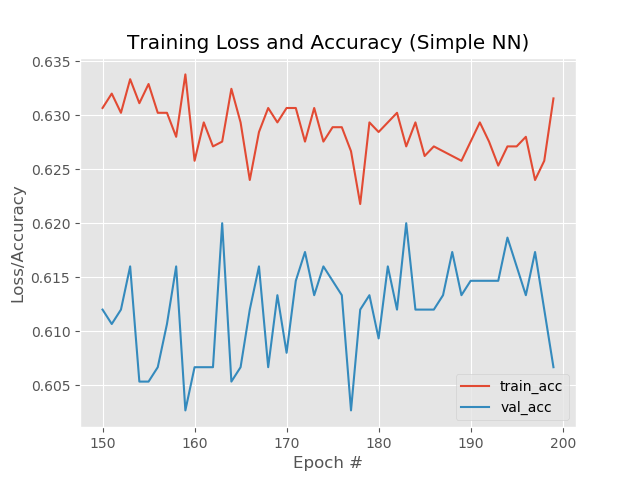 Training Loss and Accuracy (Simple NN)
0.635
0.630
0.625
0.620
0.615
0.610
0.605
Loss/Accuracy
train_acc
val_acc
150 160 170 180 190 200
Epoch #